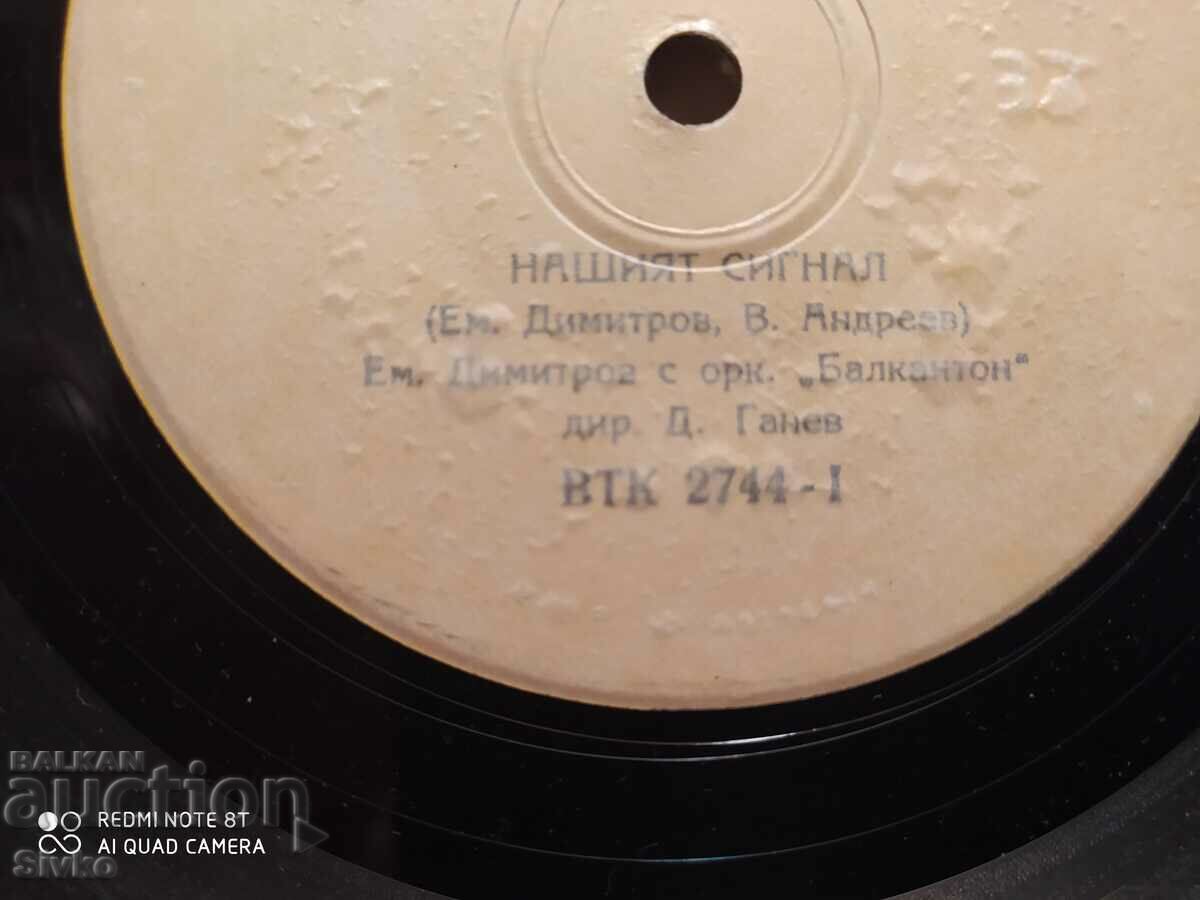 НАШИЯТ СИГНАЛ
(Ем. Димитров, В. Андреев)
Ем. Димитров с орк. „Балкантон“
дир Д. Ганев
ВТК 2744-I
BALKAN
auction
REDMI NOTE 8T
AI QUAD CAMERA
Sivko